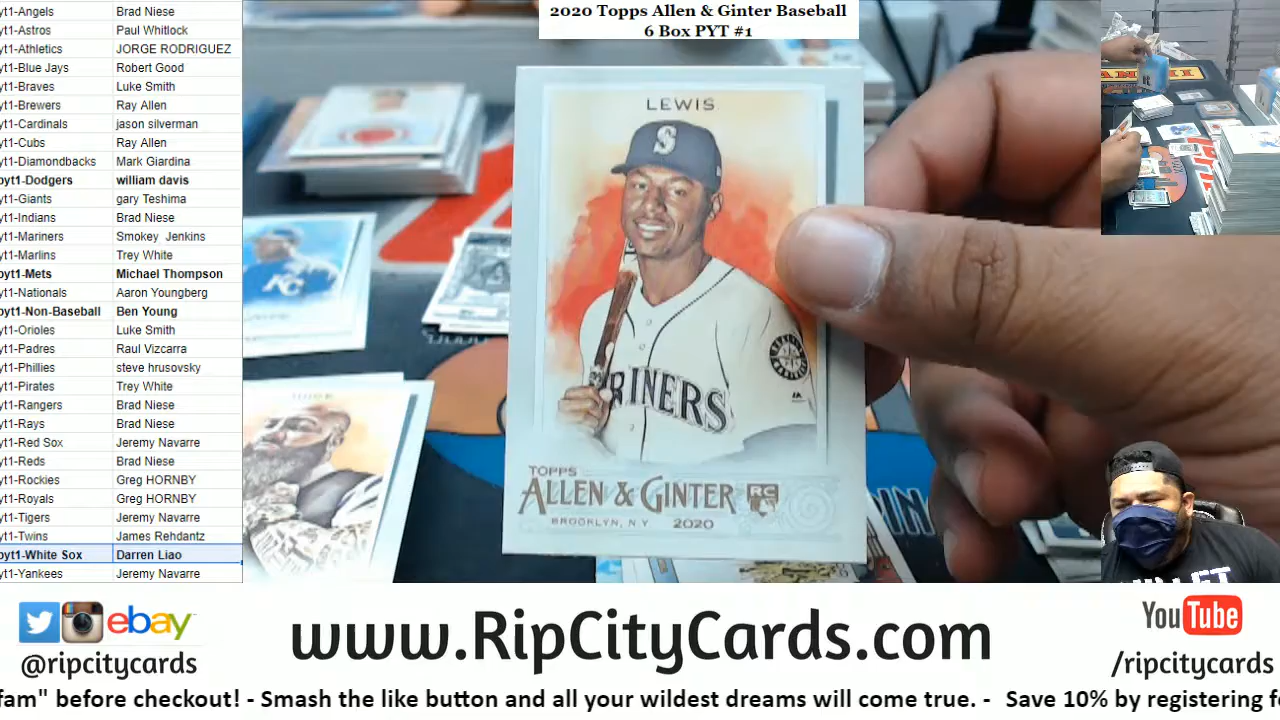 2020 Topps Allen & Ginter Baseball
6 Box PYT #1
yt1-Angels Brad Niese
yt1-Astros Paul Whitlock
yt1-Athletics JORGE RODRIGUEZ
yt1-Blue Jays Robert Good
yt1-Braves Luke Smith
yt1-Brewers Ray Allen
yt1-Cardinals jason silverman
yt1-Cubs Ray Allen
yt1-Diamondbacks Mark Giardina
pyt1-Dodgers william davis
yt1-Giants gary Teshima
yt1-Indians Brad Niese
yt1-Mariners Smokey Jenkins
yt1-Marlins Trey White
pyt1-Mets Michael Thompson
yt1-Nationals Aaron Youngberg
pyt1-Non-Baseball Ben Young
yt1-Orioles Luke Smith
yt1-Padres Raul Vizcarra
yt1-Phillies steve hrusovsky
yt1-Pirates Trey White
yt1-Rangers Brad Niese
yt1-Rays Brad Niese
yt1-Red Sox Jeremy Navarre
yt1-Reds Brad Niese
yt1-Rockies Greg HORNBY
yt1-Royals Greg HORNBY
yt1-Tigers Jeremy Navarre
yt1-Twins James Rehdantz
pyt1-White Sox Darren Liao
yt1-Yankees Jeremy Navarre
LEWIS
S
RINERS
TOPPS
ALLEN & GINTER RC
BROOKLYN, NY 2020
KC
ebay
@ripcitycards
www.RipCityCards.com
YouTube
/ripcitycards
fam" before checkout! - Smash the like button and all your wildest dreams will come true. - Save 10% by registering f